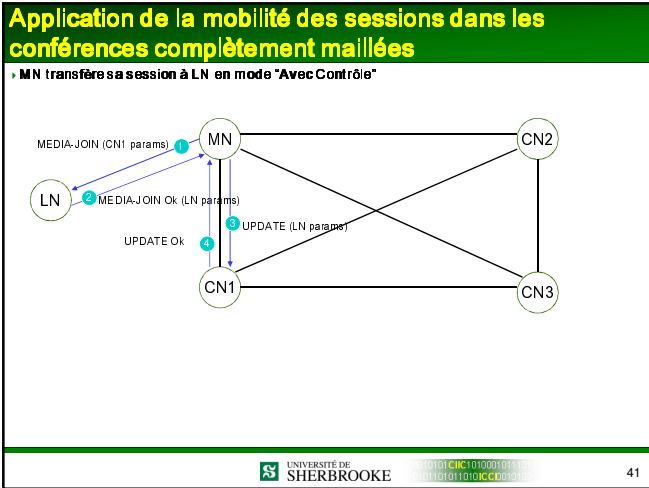 Application de la mobilité des sessions dans les
conférences complètement maillées
MN transfère sa session à LN en mode "Avec Contrôle"
MN
CN2
MEDIA-JOIN (CN1 params) 1
LN
2 MEDIA-JOIN Ok (LN params)
3 UPDATE (LN params)
UPDATE Ok 4
CN1
CN3
UNIVERSITÉ DE
SHERBROOKE
41